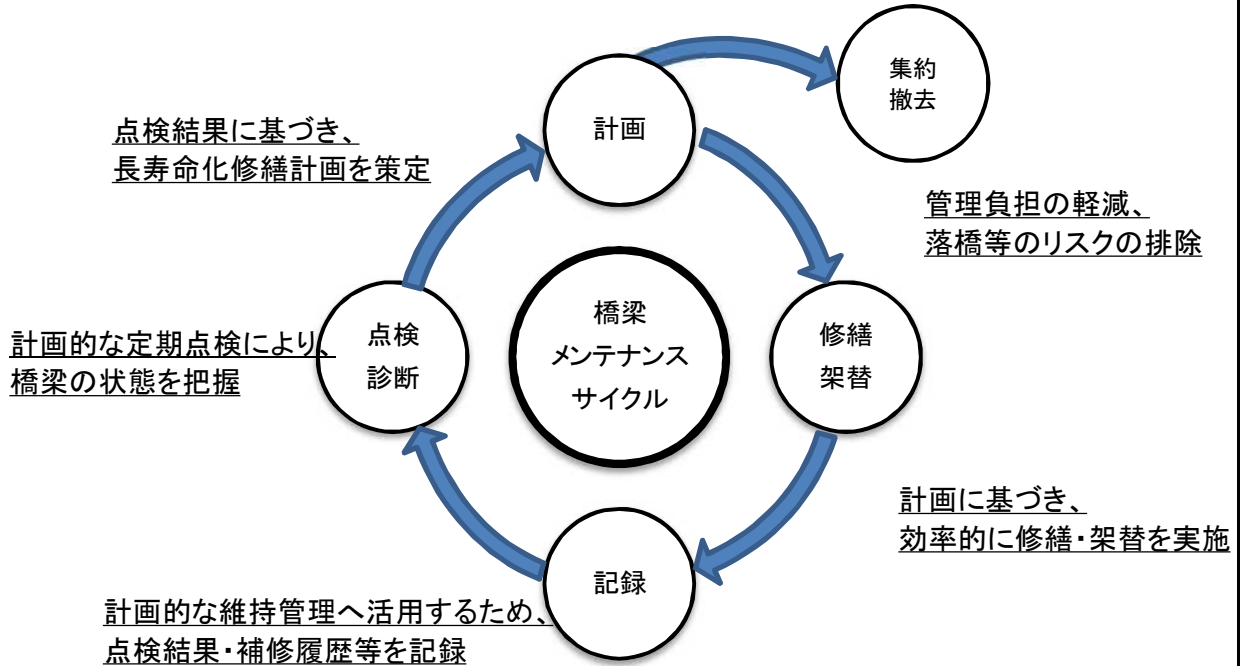 集約
撤去
計画
点検結果に基づき、
長寿命化修繕計画を策定
管理負担の軽減、
落橋等のリスクの排除
橋梁
メンテナンス
サイクル
点検
診断
修繕
架替
計画的な定期点検により、
橋梁の状態を把握
計画に基づき、
効率的に修繕・架替を実施
記録
計画的な維持管理へ活用するため、
点検結果・補修履歴等を記録